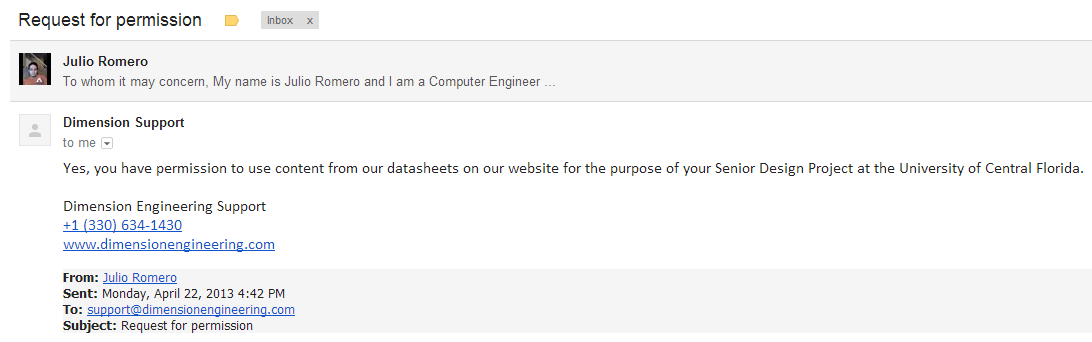 Request for permission
Inbox x
Julio Romero
To whom it may concern, My name is Julio Romero and I am a Computer Engineer ...
Dimension Support
to me
Yes, you have permission to use content from our datasheets on our website for the purpose of your Senior Design Project at the University of Central Florida.
Dimension Engineering Support
+1 (330) 634-1430
www.dimensionengineering.com
From: Julio Romero
Sent: Monday, April 22, 2013 4:42 PM
To: support@dimensionengineering.com
Subject: Request for permission